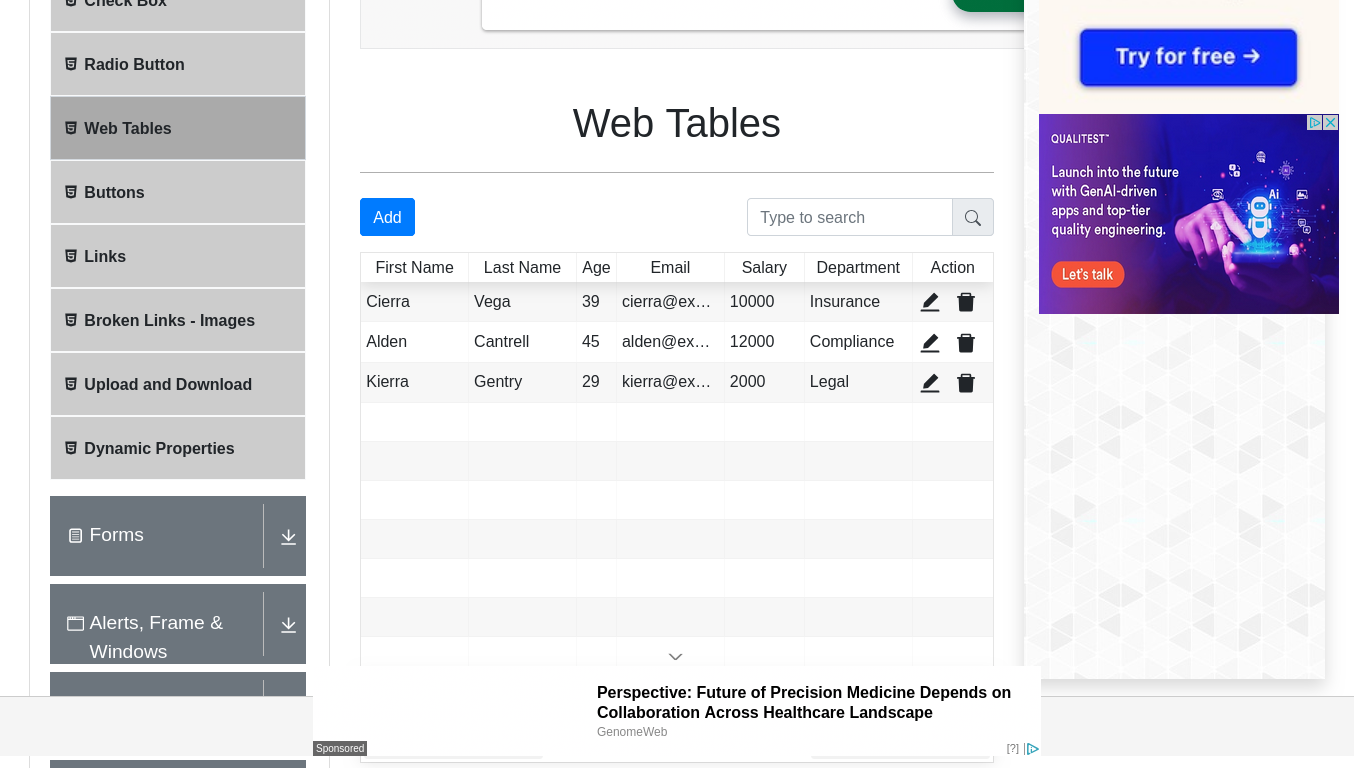 Check Box
Radio Button
Web Tables
Buttons
Links
Broken Links - Images
Upload and Download
Dynamic Properties
Forms
Alerts, Frame &
Windows
Web Tables
Add
Type to search
First Name Last Name Age Email Salary Department Action
Cierra Vega 39 cierra@ex... 10000 Insurance
Alden Cantrell 45 alden@ex... 12000 Compliance
Kierra Gentry 29 kierra@ex... 2000 Legal
Try for free →
QUALITEST™
Launch into the future
with GenAI-driven
apps and top-tier
quality engineering.
Ai
Let's talk
Perspective: Future of Precision Medicine Depends on
Collaboration Across Healthcare Landscape
GenomeWeb
Sponsored
[?]